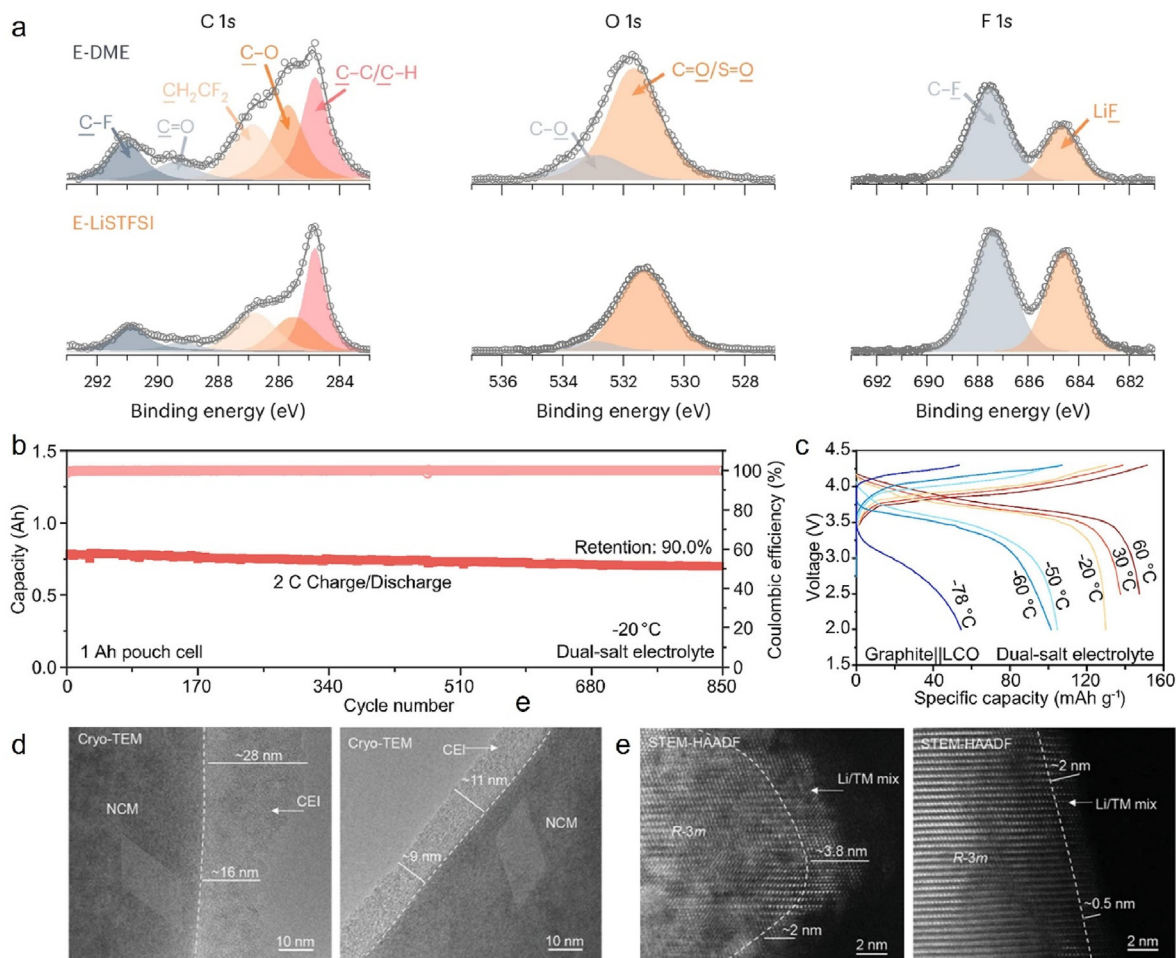 a
C 1s
O 1s
F 1s
E-DME
C–F
C=O
CH₂CF₂
C–O
C–C/C–H
C–O
C=O/S=O
C–F
LiF
E-LiSTFSI
292 290 288 286 284
536 534 532 530 528
692 690 688 686 684 682
Binding energy (eV)
Binding energy (eV)
Binding energy (eV)
b
1.5
1.0
0.5
0.0
Capacity (Ah)
100
80
60
40
20
0
Coulombic efficiency (%)
Retention: 90.0%
2 C Charge/Discharge
-20 °C
1 Ah pouch cell
Dual-salt electrolyte
0 170 340 510 680 850
Cycle number
e
c
4.5
4.0
3.5
3.0
2.5
2.0
1.5
Voltage (V)
-78 °C
-60 °C
-50 °C
-20 °C
30 °C
60 °C
Graphite||LCO Dual-salt electrolyte
0 40 80 120 160
Specific capacity (mAh g⁻¹)
d
Cryo-TEM
~28 nm
NCM
CEI
~16 nm
10 nm
Cryo-TEM
CEI
~11 nm
NCM
~9 nm
10 nm
e
STEM-HAADF
Li/TM mix
R-3m
~3.8 nm
~2 nm
2 nm
STEM-HAADF
~2 nm
Li/TM mix
R-3m
~0.5 nm
2 nm